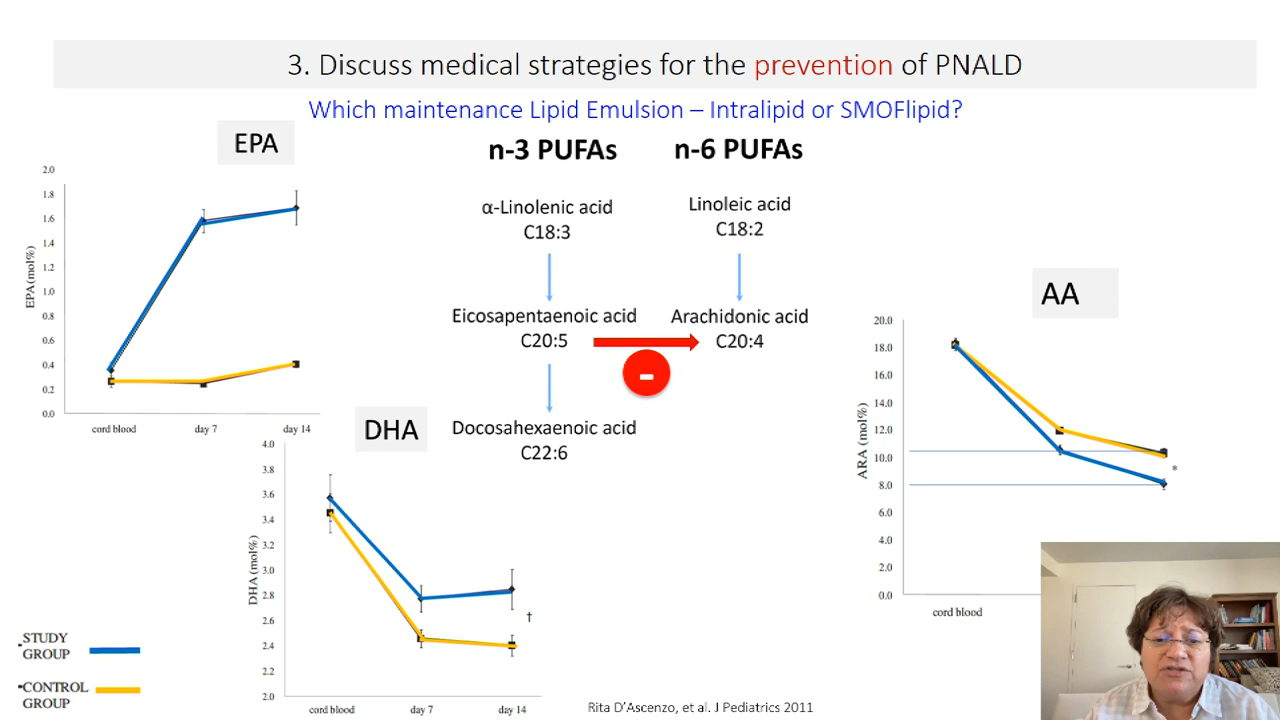 3. Discuss medical strategies for the prevention of PNALD
Which maintenance Lipid Emulsion – Intralipid or SMOFlipid?
EPA
n-3 PUFAs
n-6 PUFAs
2.0
1.8
1.6
1.4
1.2
1.0
0.8
0.6
0.4
0.2
0.0
EPA(mol%)
cord blood
day 7
day 14
α-Linolenic acid
C18:3
Linoleic acid
C18:2
Eicosapentaenoic acid
C20:5
Arachidonic acid
C20:4
-
Docosahexaenoic acid
C22:6
DHA
4.0
3.8
3.6
3.4
3.2
3.0
2.8
2.6
2.4
2.2
2.0
DHA (mol%)
†
cord blood
day 7
day 14
AA
20.0
18.0
16.0
14.0
12.0
10.0
8.0
6.0
4.0
2.0
0.0
ARA (mol%)
*
cord blood
STUDY
GROUP
CONTROL
GROUP
Rita D'Ascenzo, et al. J Pediatrics 2011